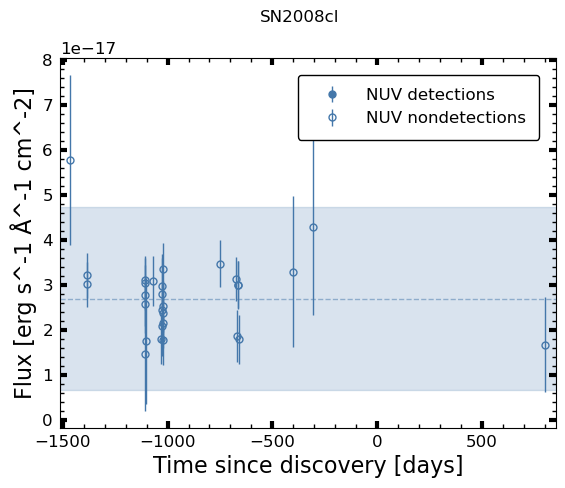 SN2008cl
1e−17
8
7
6
5
4
3
2
1
0
Flux [erg s^-1 Å^-1 cm^-2]
NUV detections
NUV nondetections
−1500 −1000 −500 0 500
Time since discovery [days]